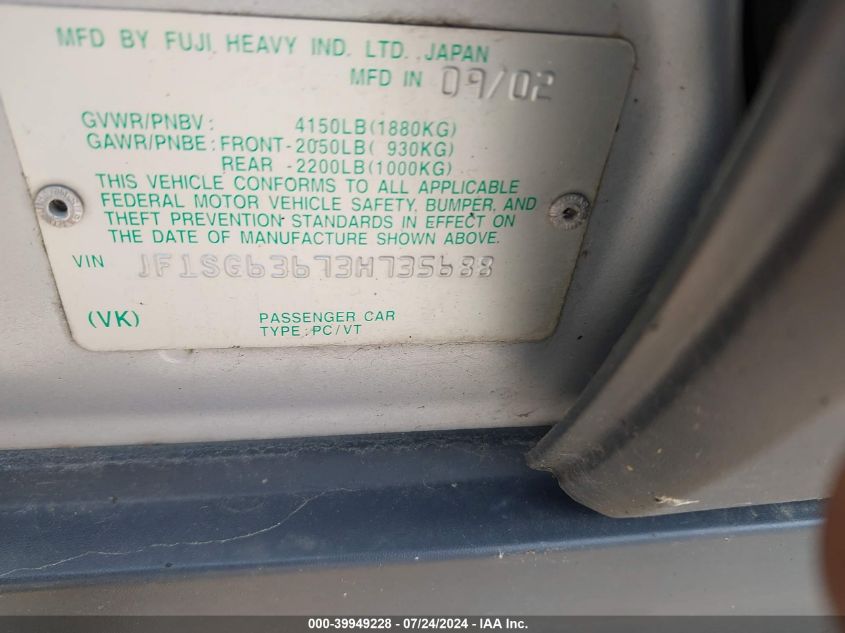 MFD BY FUJI HEAVY IND. LTD. JAPAN
MFD IN 09/02
GVWR/PNBV: 4150LB(1880KG)
GAWR/PNBE: FRONT-2050LB( 930KG)
REAR -2200LB(1000KG)
THIS VEHICLE CONFORMS TO ALL APPLICABLE
FEDERAL MOTOR VEHICLE SAFETY, BUMPER, AND
THEFT PREVENTION STANDARDS IN EFFECT ON
THE DATE OF MANUFACTURE SHOWN ABOVE.
VIN JF1SG63673H735688
(VK) PASSENGER CAR
TYPE:PC/VT
000-39949228 - 07/24/2024 - IAA Inc.